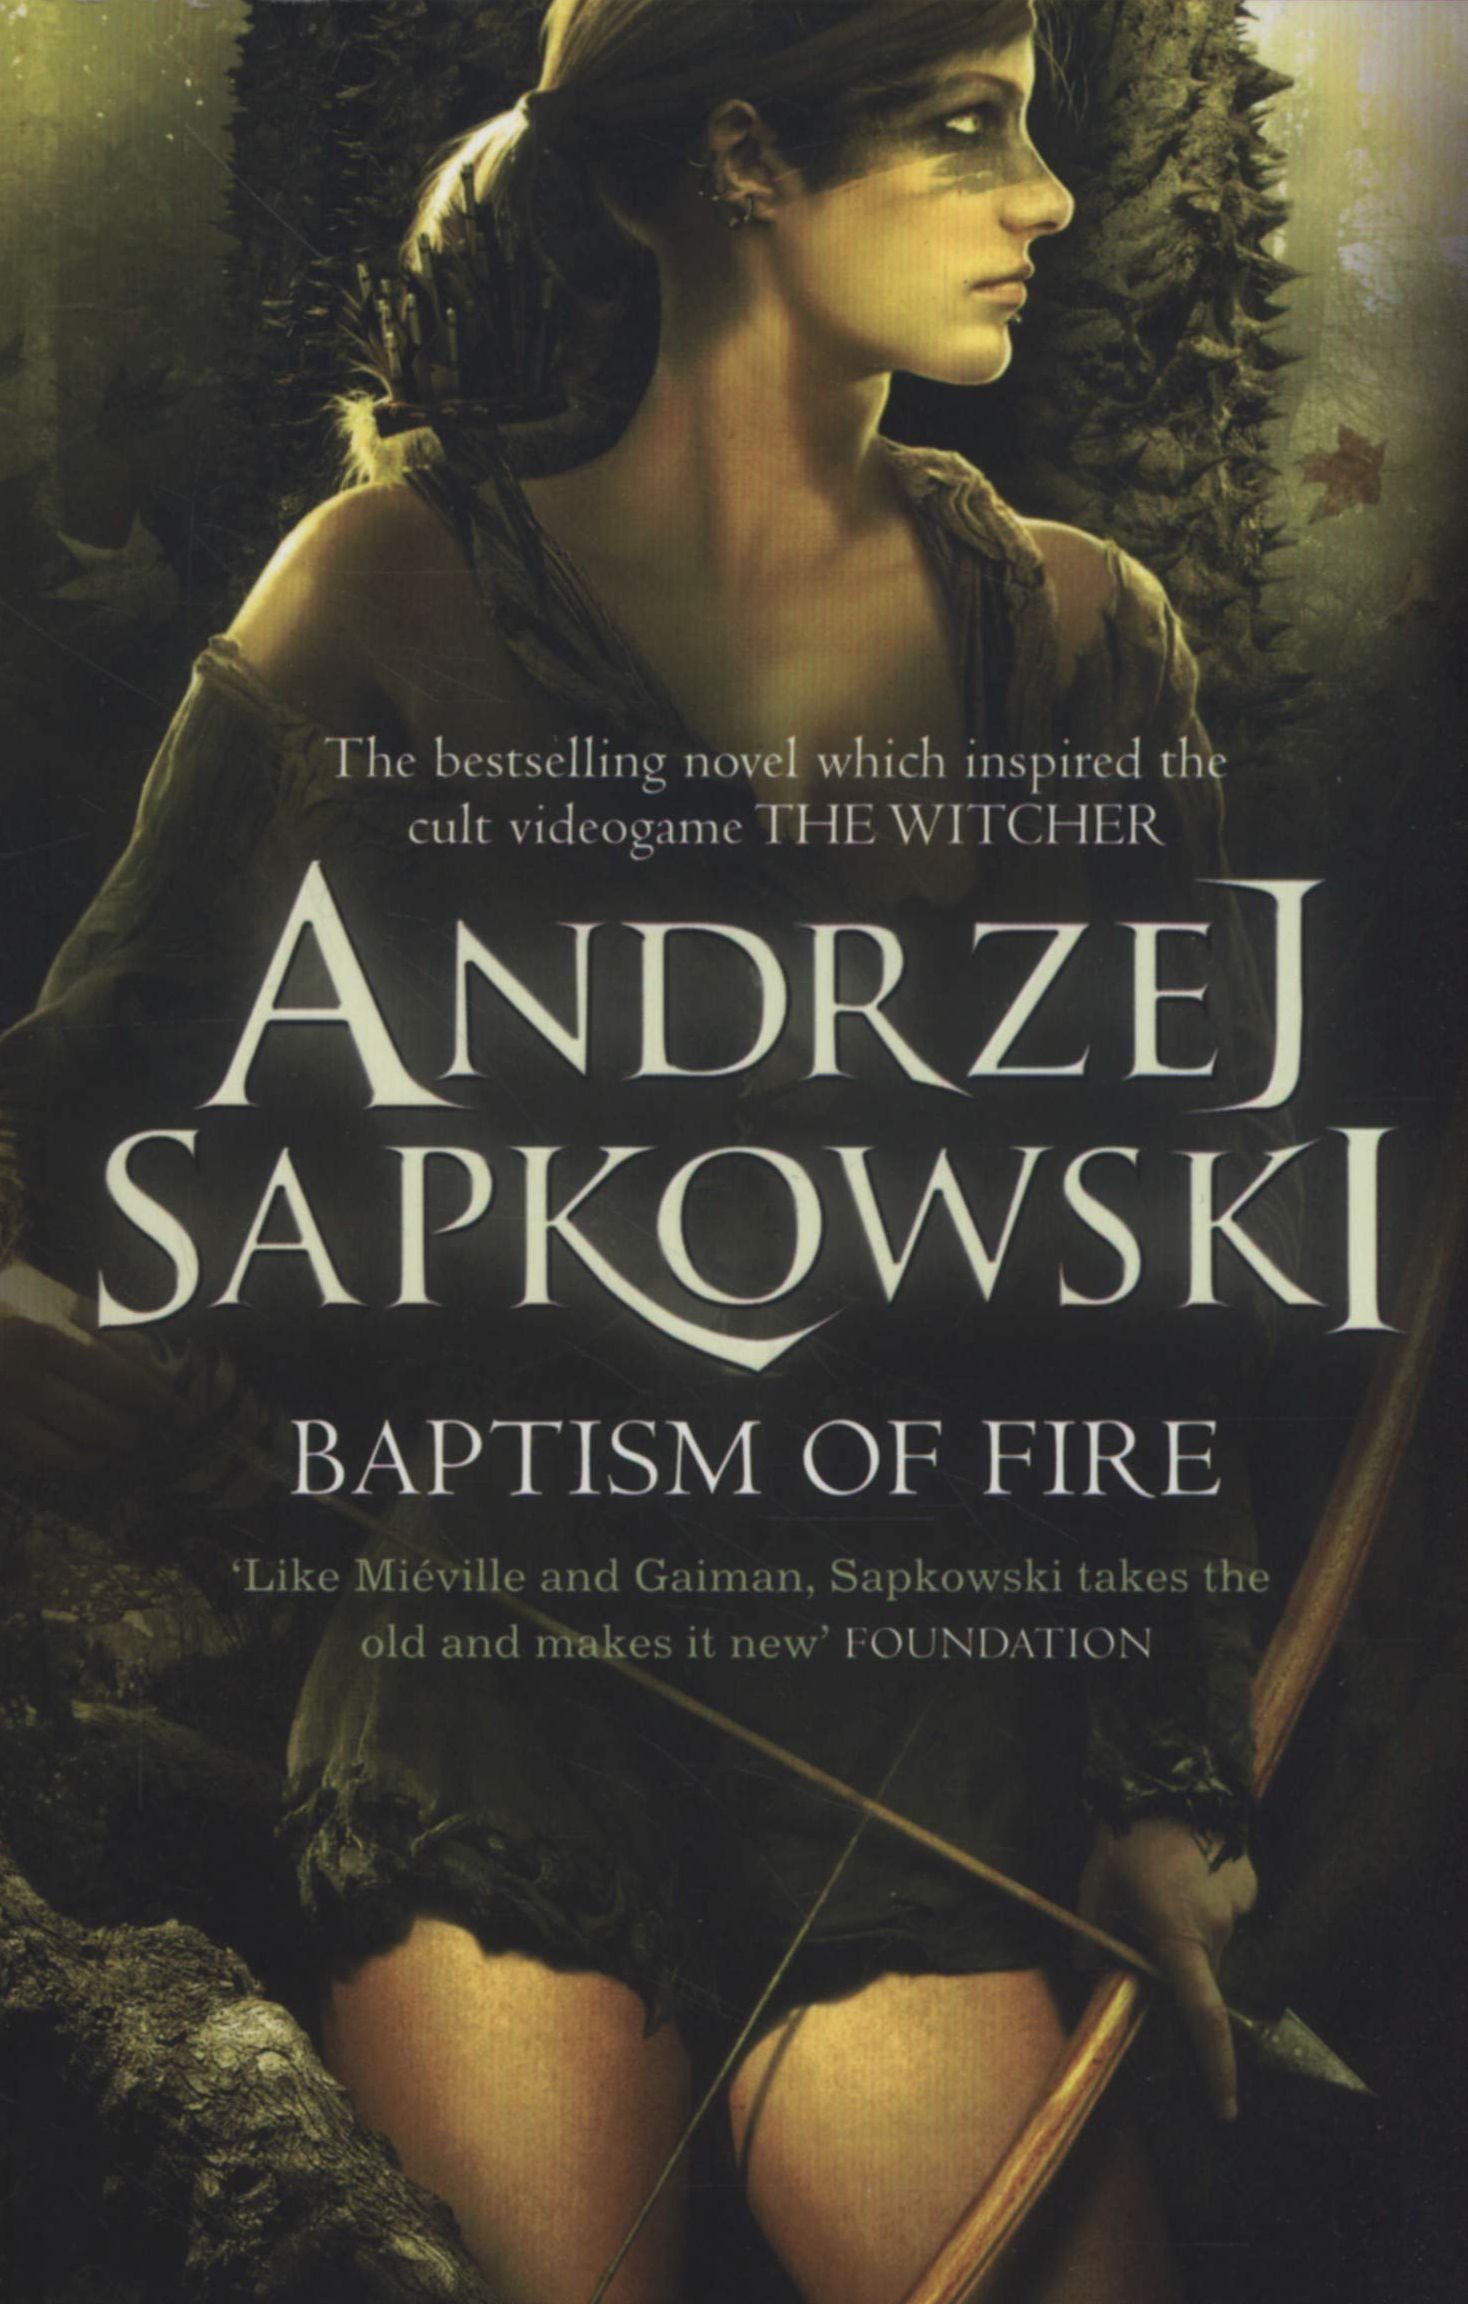 The bestselling novel which inspired the
cult videogame THE WITCHER
ANDRZEJ
SAPKOWSKI
BAPTISM OF FIRE
‘Like Miéville and Gaiman, Sapkowski takes the
old and makes it new’ FOUNDATION